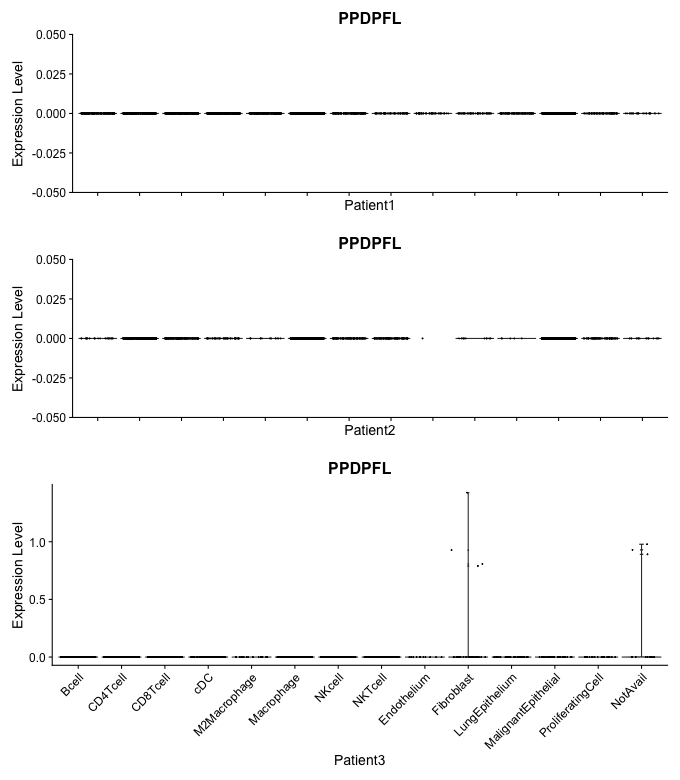 PPDPFL
0.050
0.025
0.000
-0.025
-0.050
Expression Level
Patient1
PPDPFL
0.050
0.025
0.000
-0.025
-0.050
Expression Level
Patient2
PPDPFL
1.0
0.5
0.0
Expression Level
Bcell
CD4Tcell
CD8Tcell
cDC
M2Macrophage
Macrophage
NKcell
NKTcell
Endothelium
Fibroblast
LungEpithelium
MalignantEpithelial
ProliferatingCell
NotAvail
Patient3